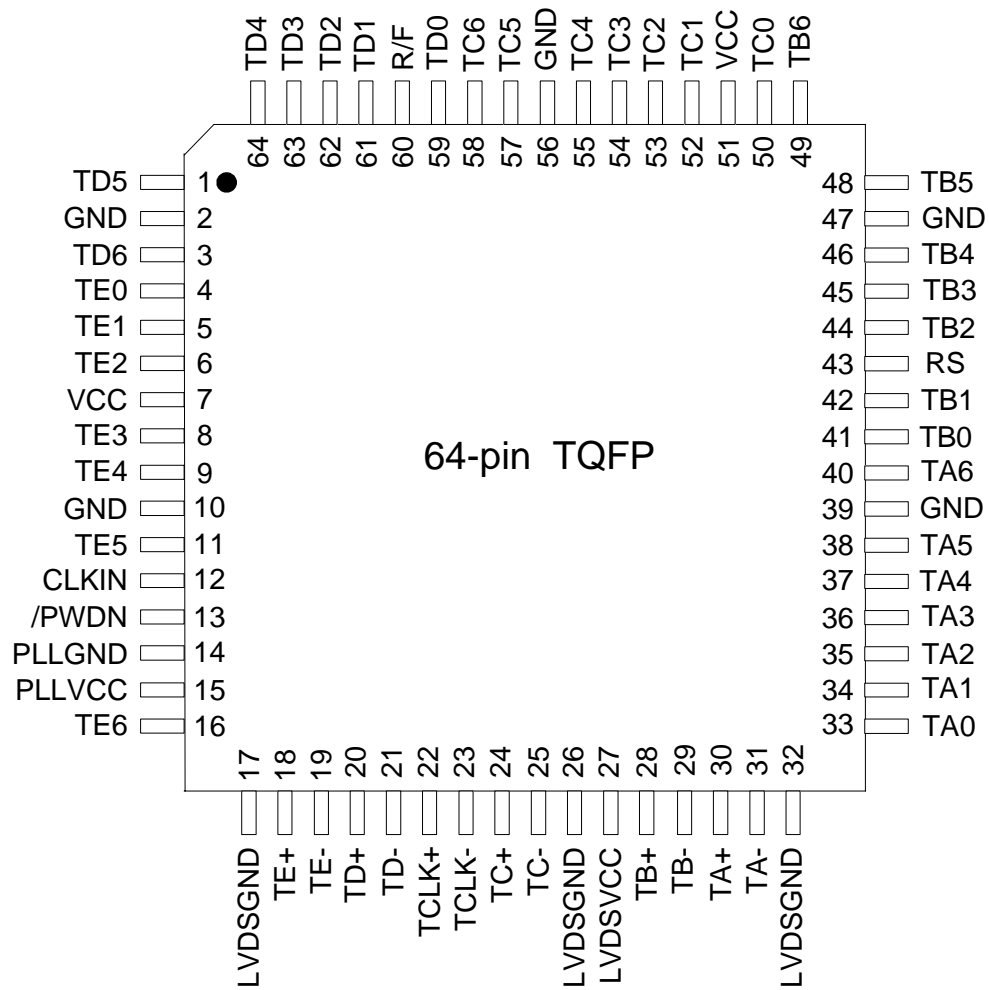 TD4 TD3 TD2 TD1 R/F TD0 TC6 TC5 GND TC4 TC3 TC2 TC1 VCC TC0 TB6
64 63 62 61 60 59 58 57 56 55 54 53 52 51 50 49
TD5 1 48 TB5
GND 2 47 GND
TD6 3 46 TB4
TE0 4 45 TB3
TE1 5 44 TB2
TE2 6 43 RS
VCC 7 42 TB1
TE3 8 41 TB0
64-pin TQFP
TE4 9 40 TA6
GND 10 39 GND
TE5 11 38 TA5
CLKIN 12 37 TA4
/PWDN 13 36 TA3
PLLGND 14 35 TA2
PLLVCC 15 34 TA1
TE6 16 33 TA0
17 18 19 20 21 22 23 24 25 26 27 28 29 30 31 32
LVDSGND TE+ TE- TD+ TD- TCLK+ TCLK- TC+ TC- LVDSGND LVDSVCC TB+ TB- TA+ TA- LVDSGND